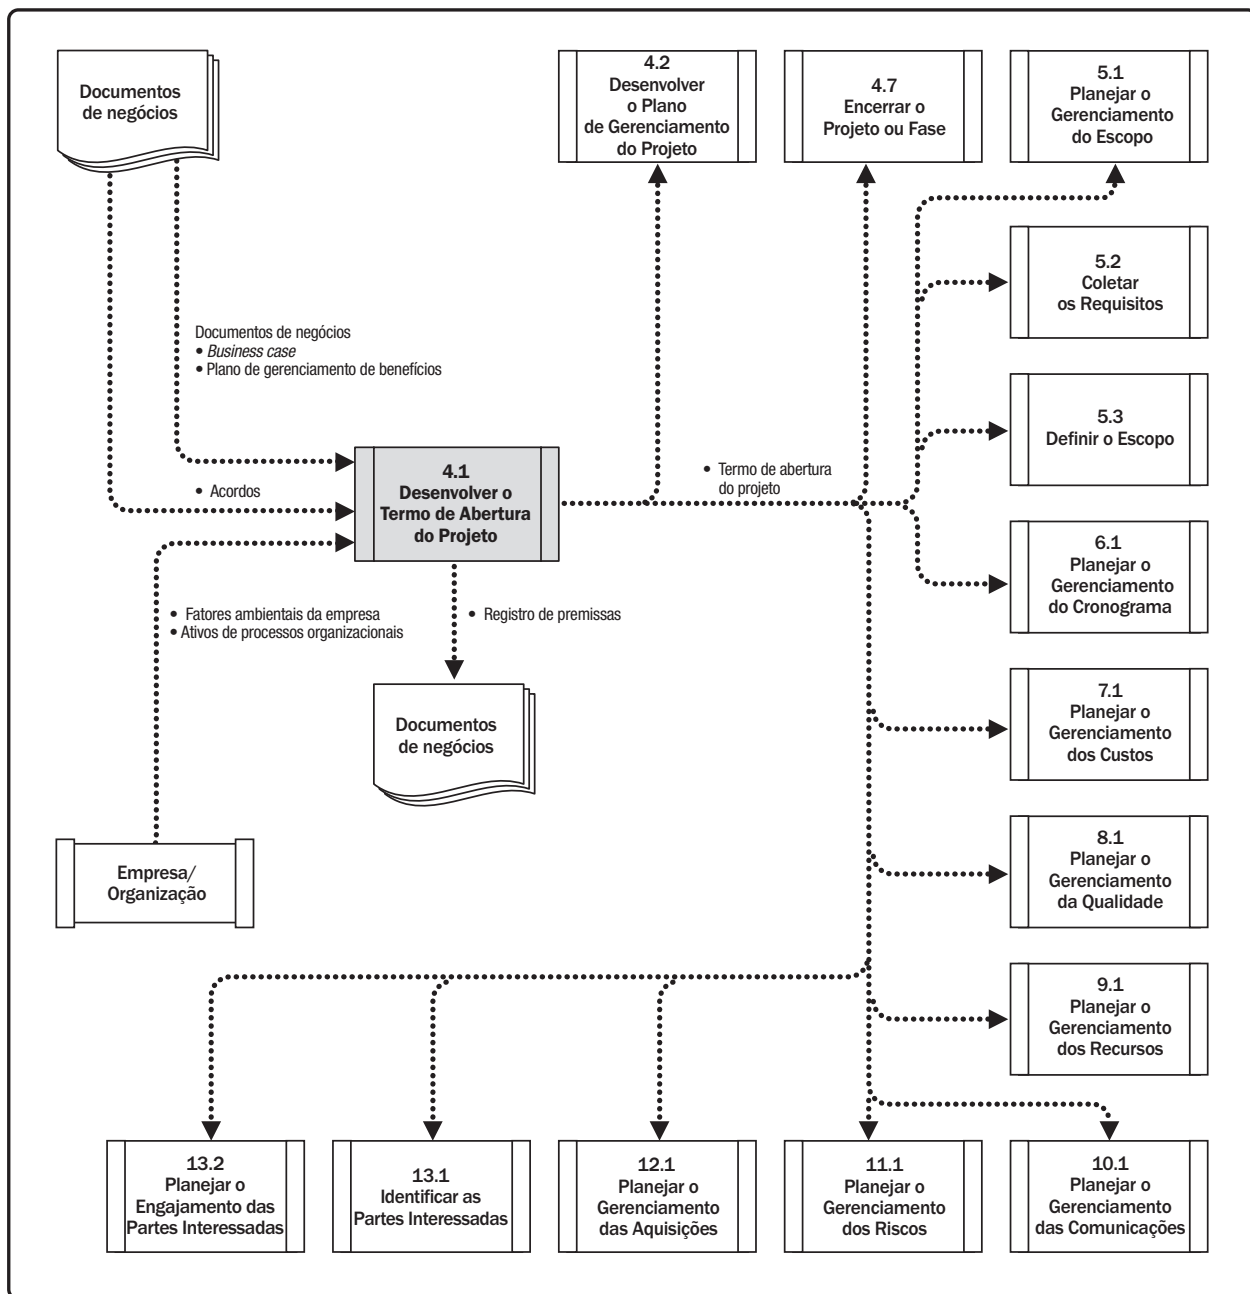 Documentos
de negócios
4.2
Desenvolver
o Plano
de Gerenciamento
do Projeto
4.7
Encerrar o
Projeto ou Fase
5.1
Planejar o
Gerenciamento
do Escopo
5.2
Coletar
os Requisitos
Documentos de negócios
• Business case
• Plano de gerenciamento de benefícios
5.3
Definir o Escopo
4.1
Desenvolver o
Termo de Abertura
do Projeto
• Acordos
• Termo de abertura
do projeto
6.1
Planejar o
Gerenciamento
do Cronograma
• Fatores ambientais da empresa
• Ativos de processos organizacionais
• Registro de premissas
Documentos
de negócios
7.1
Planejar o
Gerenciamento
dos Custos
8.1
Planejar o
Gerenciamento
da Qualidade
Empresa/
Organização
9.1
Planejar o
Gerenciamento
dos Recursos
13.2
Planejar o
Engajamento das
Partes Interessadas
13.1
Identificar as
Partes Interessadas
12.1
Planejar o
Gerenciamento
das Aquisições
11.1
Planejar o
Gerenciamento
dos Riscos
10.1
Planejar o
Gerenciamento
das Comunicações